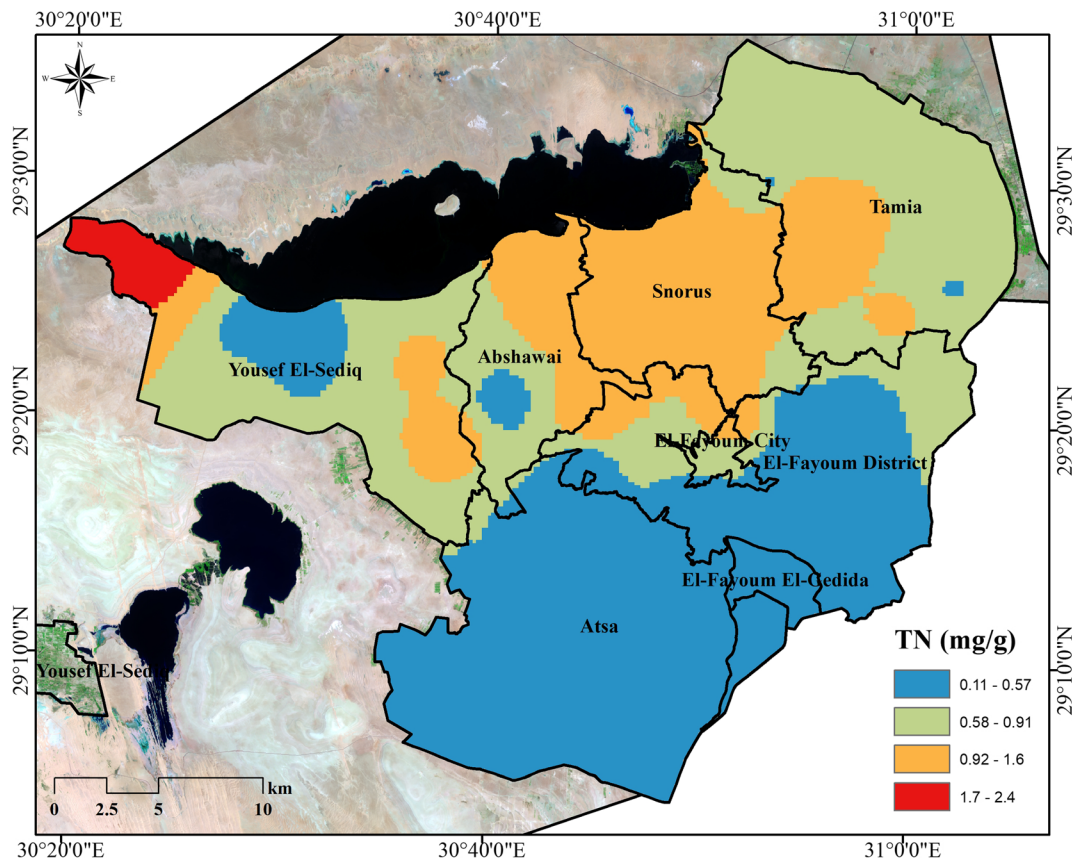 30°20'0"E 30°40'0"E 31°0'0"E
N
W E
S
29°30'0"N
29°30'0"N
Tamia
Snorus
Abshawai
Yousef El-Sediq
29°20'0"N
29°20'0"N
El-Fayoum City
El-Fayoum District
El-Fayoum El-Gedida
Atsa
29°10'0"N
29°10'0"N
Yousef El-Sediq
TN (mg/g)
0.11 - 0.57
0.58 - 0.91
0.92 - 1.6
1.7 - 2.4
km
0 2.5 5 10
30°20'0"E 30°40'0"E 31°0'0"E